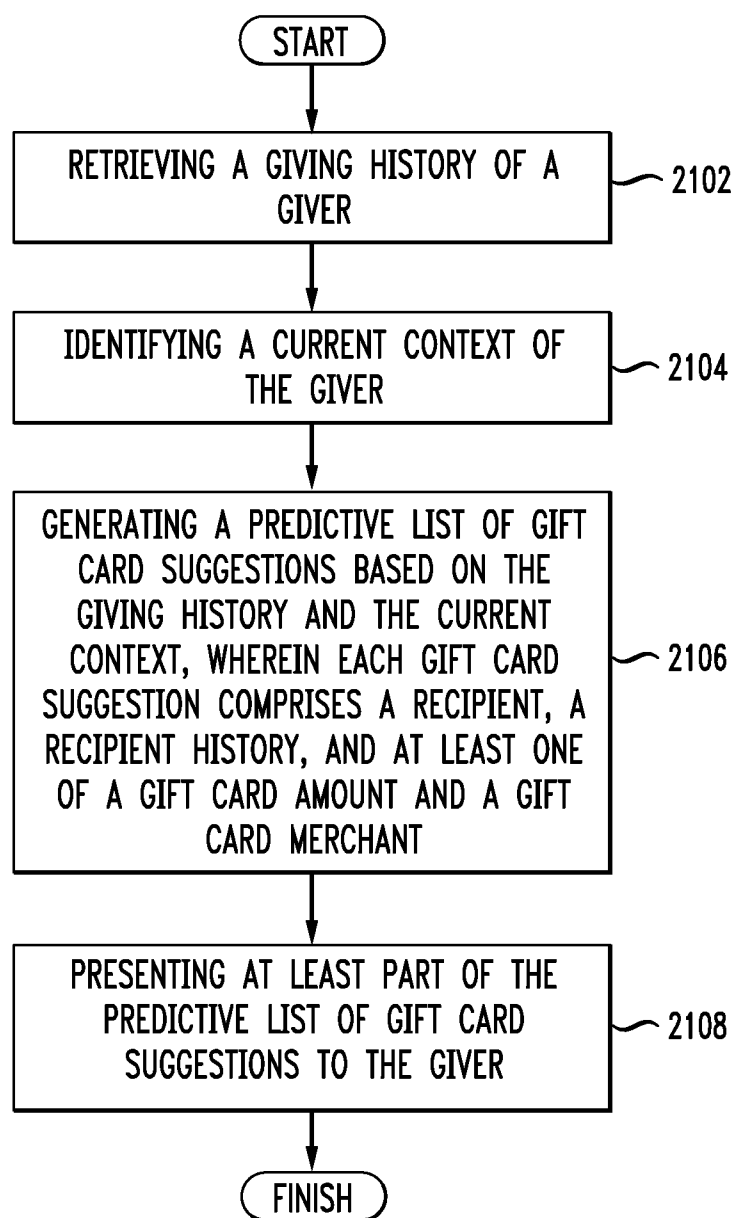 START
RETRIEVING A GIVING HISTORY OF A
GIVER
2102
IDENTIFYING A CURRENT CONTEXT OF
THE GIVER
2104
GENERATING A PREDICTIVE LIST OF GIFT
CARD SUGGESTIONS BASED ON THE
GIVING HISTORY AND THE CURRENT
CONTEXT, WHEREIN EACH GIFT CARD
SUGGESTION COMPRISES A RECIPIENT, A
RECIPIENT HISTORY, AND AT LEAST ONE
OF A GIFT CARD AMOUNT AND A GIFT
CARD MERCHANT
2106
PRESENTING AT LEAST PART OF THE
PREDICTIVE LIST OF GIFT CARD
SUGGESTIONS TO THE GIVER
2108
FINISH